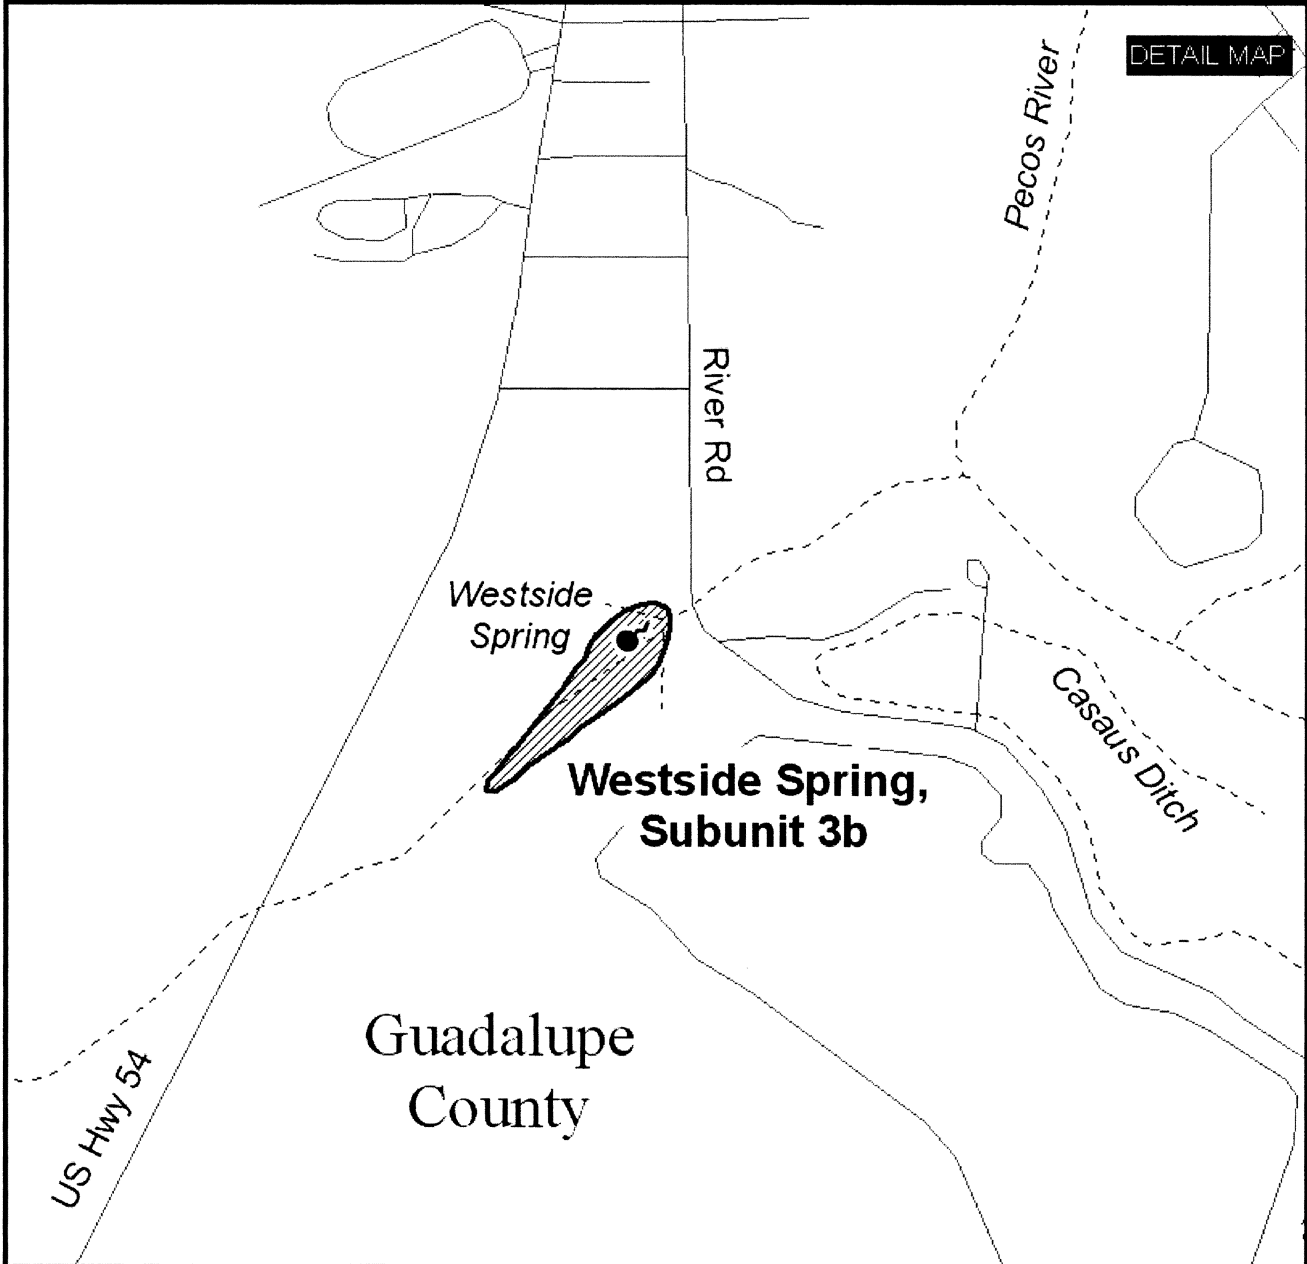 DETAIL MAP
Pecos River
River Rd
Westside
Spring
Casaus Ditch
Westside Spring,
Subunit 3b
Guadalupe
County
US Hwy 54